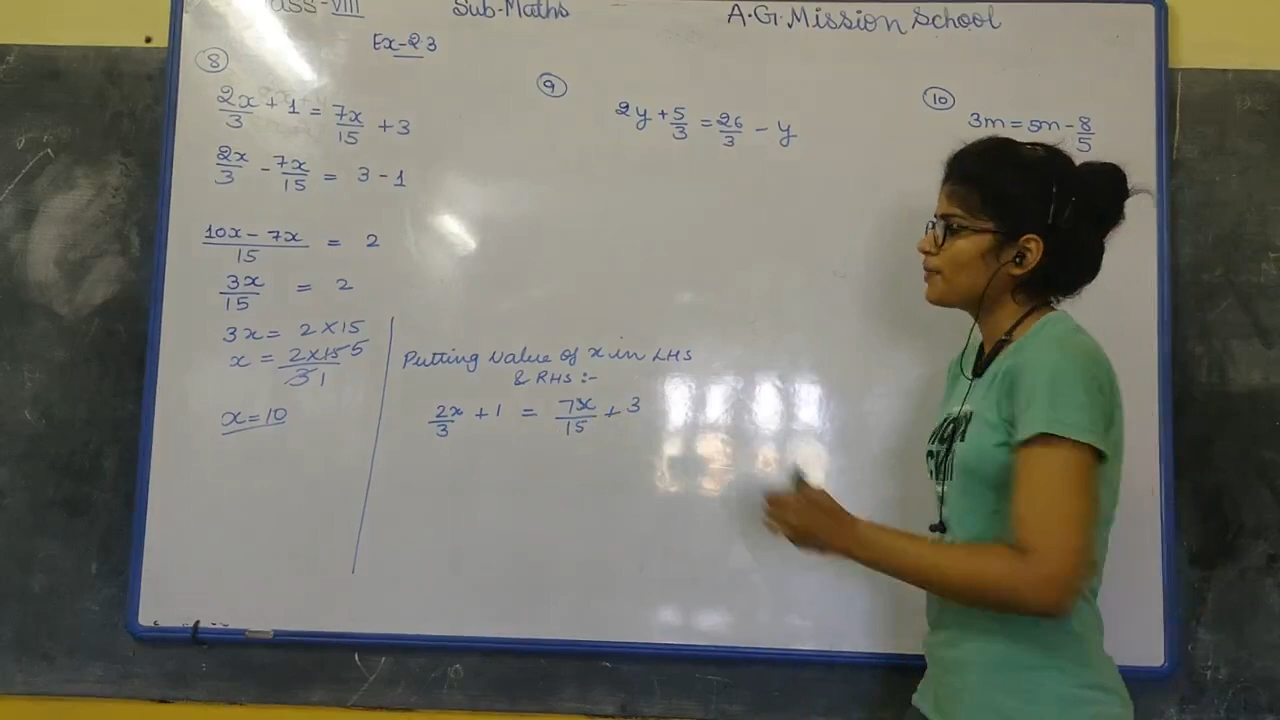 ass-VIII Sub-Maths A.G. Mission School
Ex-2.3
8
2x/3 + 1 = 7x/15 + 3
2x/3 - 7x/15 = 3 - 1
10x - 7x/15 = 2
3x/15 = 2
3x = 2 x 15
x = 2 x 15 5/3 1
x = 10
Putting value of x in LHS
& RHS :-
2x/3 + 1 = 7x/15 + 3
9
2y + 5/3 = 26/3 - y
10
3m = 5m - 8/5